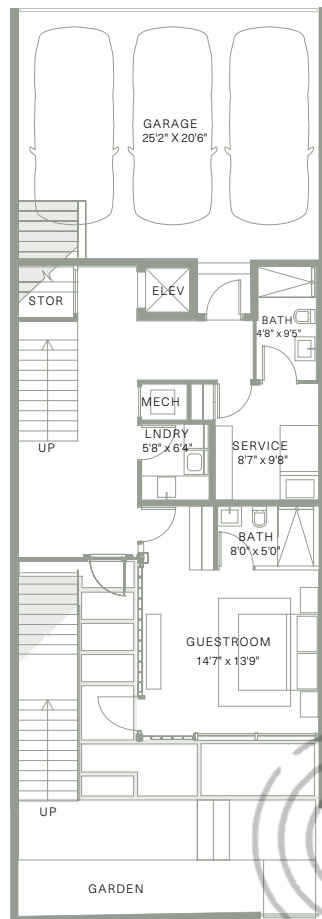 GARAGE
25'2" X 20'6"
ELEV
STOR
BATH
4'8" x 9'5"
MECH
LNDRY
5'8" x 6'4"
UP
SERVICE
8'7" x 9'8"
BATH
8'0" x 5'0"
GUESTROOM
14'7" x 13'9"
UP
GARDEN